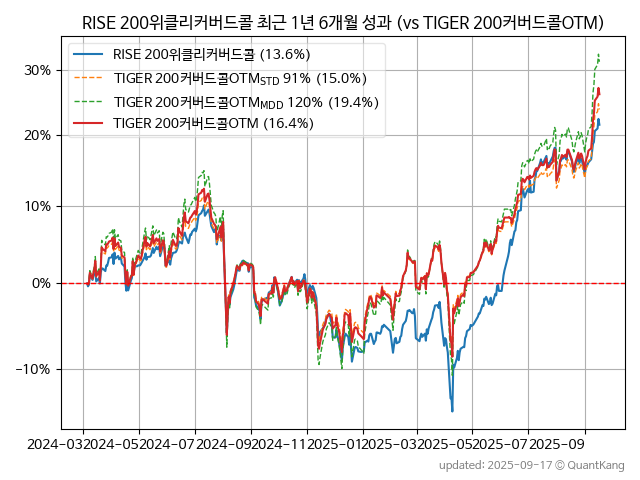 RISE 200위클리커버드콜 최근 1년 6개월 성과 (vs TIGER 200커버드콜OTM)
RISE 200위클리커버드콜 (13.6%)
TIGER 200커버드콜OTM_STD 91% (15.0%)
TIGER 200커버드콜OTM_MDD 120% (19.4%)
TIGER 200커버드콜OTM (16.4%)
30%
20%
10%
0%
−10%
2024-03 2024-05 2024-07 2024-09 2024-11 2025-01 2025-03 2025-05 2025-07 2025-09
updated: 2025-09-17 © QuantKang